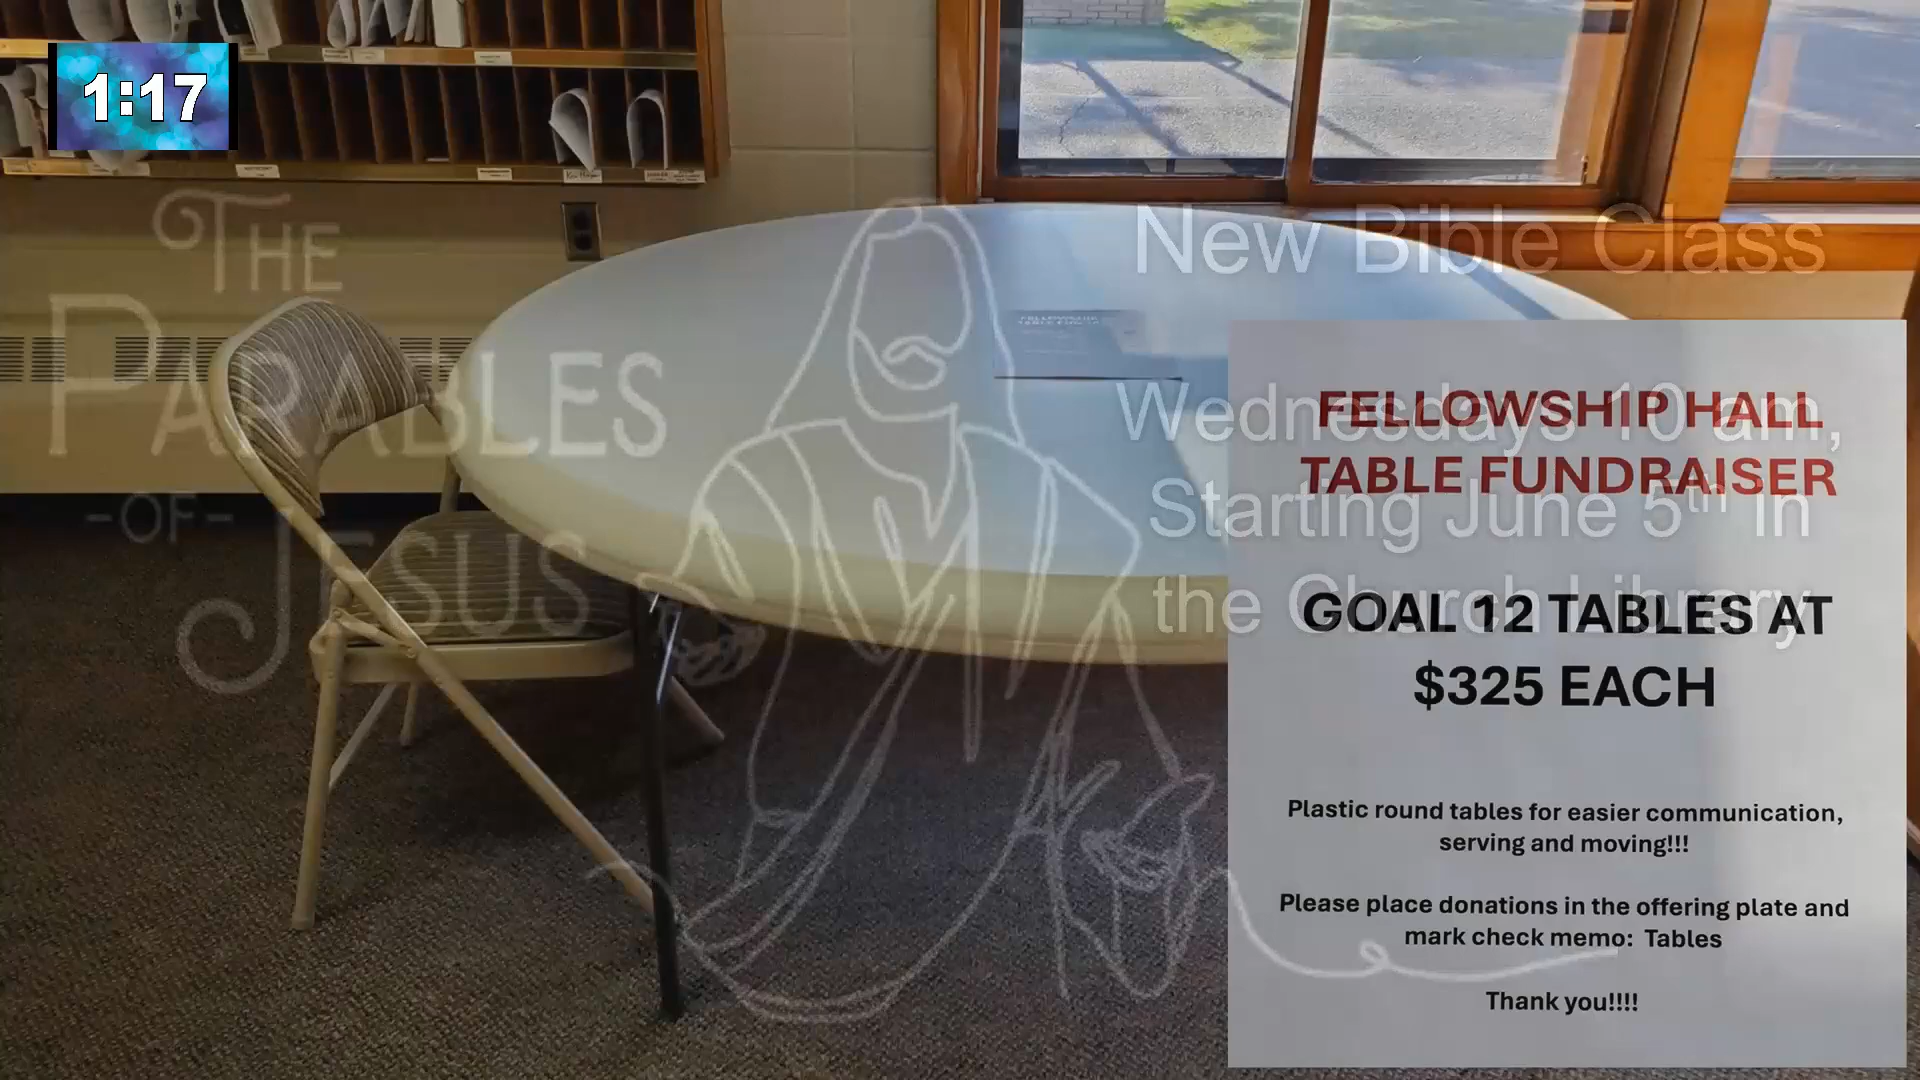 1:17
THE
PARABLES
-OF-
JESUS
New Bible Class
Wednesdays 10 am,
Starting June 5th in
the Church Library
FELLOWSHIP HALL
TABLE FUNDRAISER
GOAL 12 TABLES AT
$325 EACH
Plastic round tables for easier communication,
serving and moving!!!
Please place donations in the offering plate and
mark check memo: Tables
Thank you!!!!